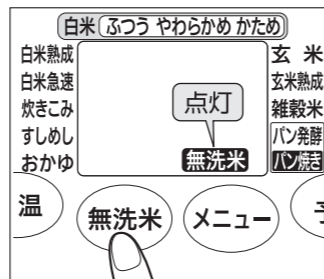 白米 ふつう やわらかめ かため
白米熟成
白米急速
炊きこみ
すしめし
おかゆ
点灯
無洗米
玄米
玄米熟成
雑穀米
パン発酵
パン焼き
温
無洗米
メニュー